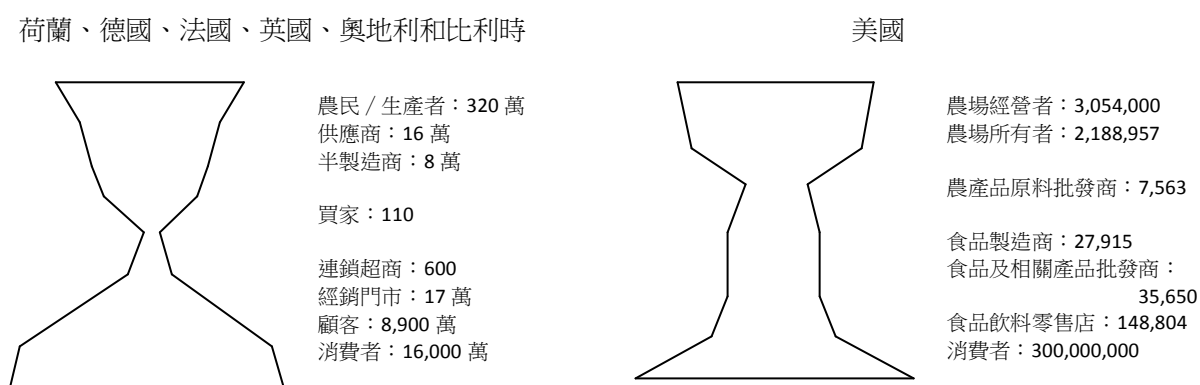 荷蘭、德國、法國、英國、奧地利和比利時
農民／生產者：320 萬
供應商：16 萬
半製造商：8 萬
買家：110
連鎖超商：600
經銷門市：17 萬
顧客：8,900 萬
消費者：16,000 萬
美國
農場經營者：3,054,000
農場所有者：2,188,957
農產品原料批發商：7,563
食品製造商：27,915
食品及相關產品批發商：
35,650
食品飲料零售店：148,804
消費者：300,000,000